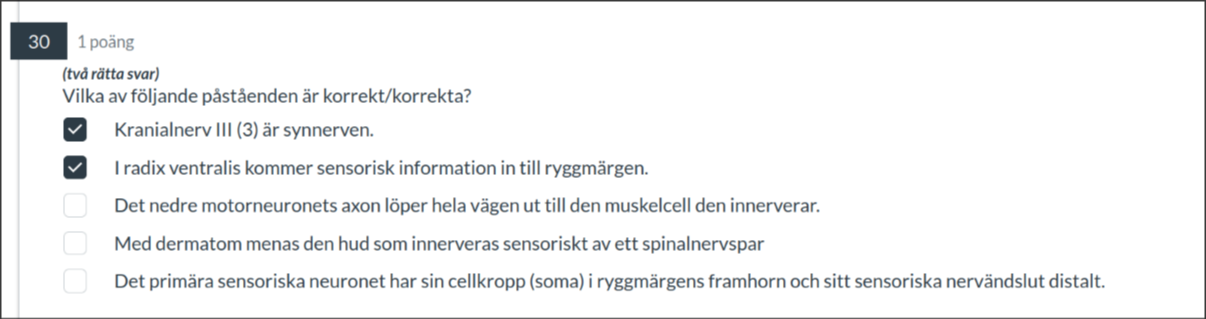 30 1 poäng
(två rätta svar)
Vilka av följande påståenden är korrekt/korrekta?
Kranialnerv III (3) är synnerven.
I radix ventralis kommer sensorisk information in till ryggmärgen.
Det nedre motorneuronets axon löper hela vägen ut till den muskelcell den innerverar.
Med dermatom menas den hud som innerveras sensoriskt av ett spinalnervspar
Det primära sensoriska neuronet har sin cellkropp (soma) i ryggmärgens framhorn och sitt sensoriska nervändslut distalt.